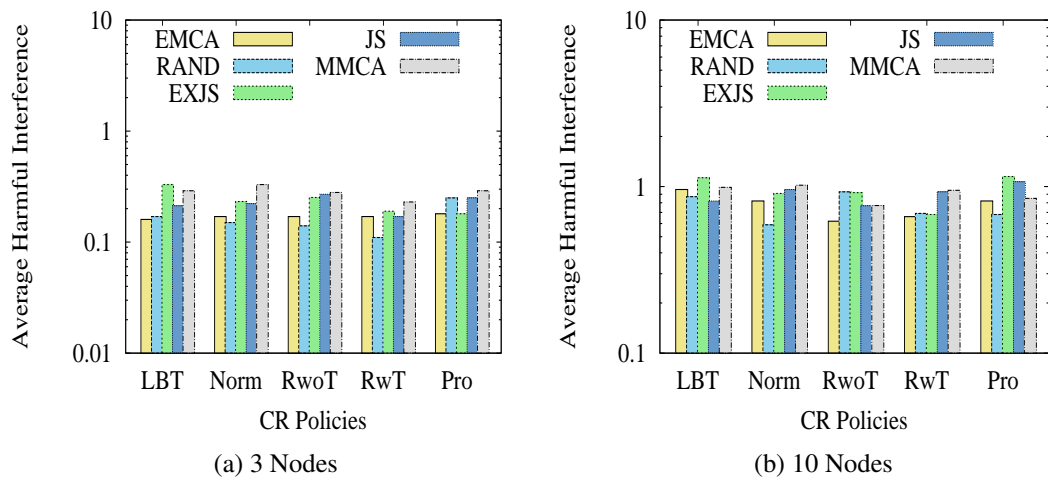 Average Harmful Interference
10
1
0.1
0.01
EMCA
RAND
EXJS
JS
MMCA
LBT Norm RwoT RwT Pro
CR Policies
(a) 3 Nodes
Average Harmful Interference
10
1
0.1
EMCA
RAND
EXJS
JS
MMCA
LBT Norm RwoT RwT Pro
CR Policies
(b) 10 Nodes